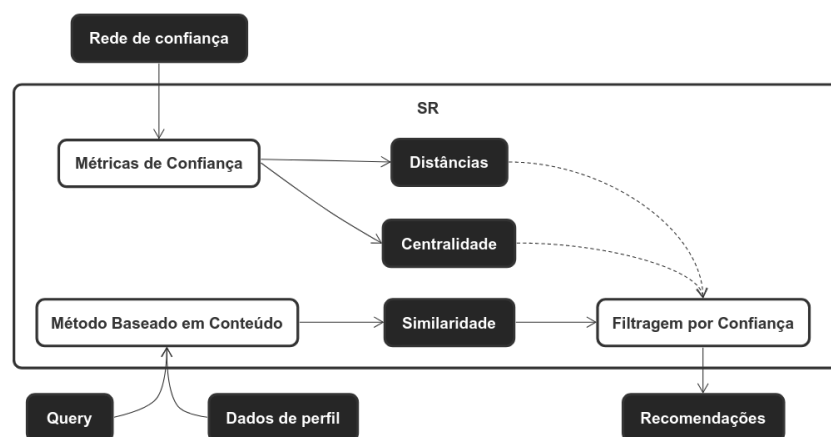 Rede de confiança
SR
Métricas de Confiança
Distâncias
Centralidade
Método Baseado em Conteúdo
Similaridade
Filtragem por Confiança
Query
Dados de perfil
Recomendações